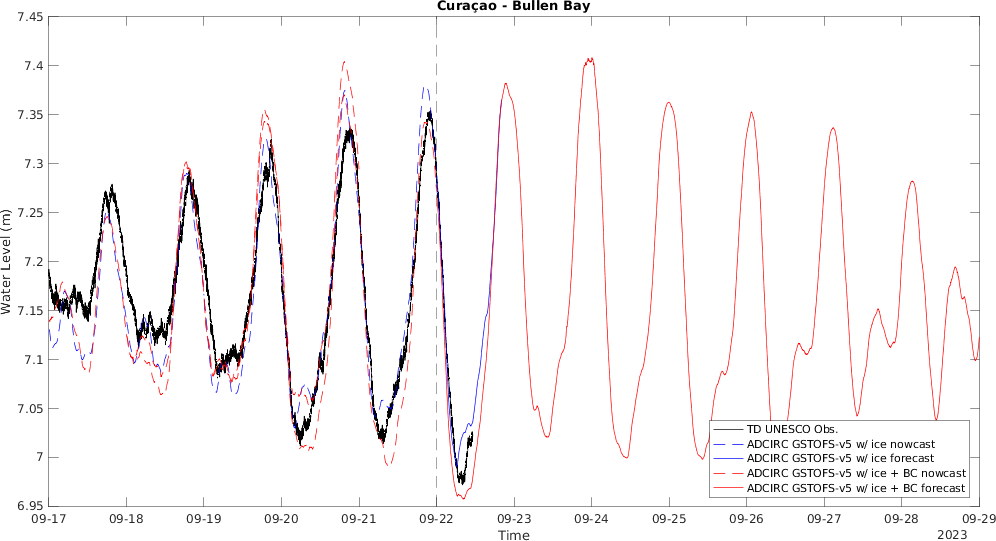 Curaçao - Bullen Bay
7.45
7.4
7.35
7.3
7.25
7.2
7.15
7.1
7.05
7
6.95
Water Level (m)
09-17 09-18 09-19 09-20 09-21 09-22 09-23 09-24 09-25 09-26 09-27 09-28 09-29
Time
2023
TD UNESCO Obs.
ADCIRC GSTOFS-v5 w/ ice nowcast
ADCIRC GSTOFS-v5 w/ ice forecast
ADCIRC GSTOFS-v5 w/ ice + BC nowcast
ADCIRC GSTOFS-v5 w/ ice + BC forecast